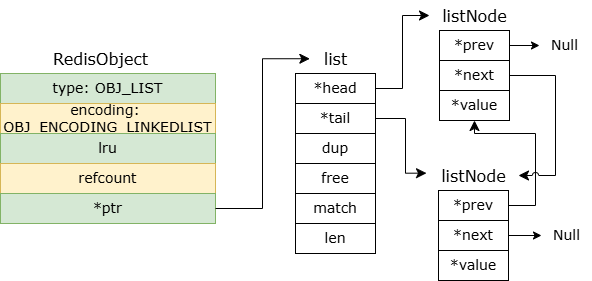 RedisObject
type: OBJ_LIST
encoding:
OBJ_ENCODING_LINKEDLIST
lru
refcount
*ptr
list
*head
*tail
dup
free
match
len
listNode
*prev
*next
*value
Null
listNode
*prev
*next
*value
Null